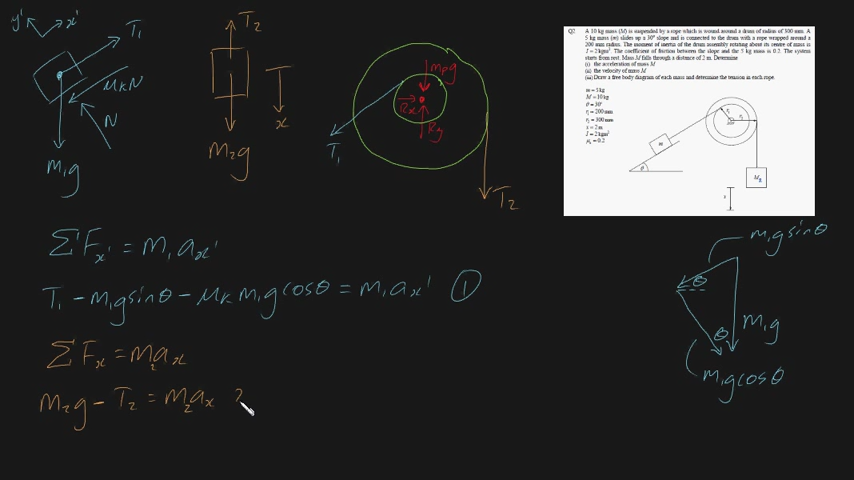 y'
x'
T₁
μₖN
N
m₁g
T₂
x
m₂g
mₚg
Rₓ
Rᵧ
T₁
T₂
Q2 A 10 kg mass (M) is suspended by a rope which is wound around a drum of radius of 300 mm. A
5 kg mass (m) slides up a 30° slope and is connected to the drum with a rope wrapped around a
200 mm radius. The moment of inertia of the drum assembly rotating about its centre of mass is
I = 2 kgm². The coefficient of friction between the slope and the 5 kg mass is 0.2. The system
starts from rest. Mass M falls through a distance of 2 m. Determine
(i) the acceleration of mass M
(ii) the velocity of mass M
(iii) Draw a free body diagram of each mass and determine the tension in each rope.
M = 10 kg
θ = 30°
r₁ = 200 mm
r₂ = 300 mm
s = 2 m
I = 2 kgm²
μₖ = 0.2
m
θ
r₁
r₂
s
ΣFₓ' = m₁aₓ'
T₁ - m₁g sinθ - μₖm₁g cosθ = m₁aₓ' ①
ΣFₓ = m₂aₓ
m₂g - T₂ = m₂aₓ
m₁g sinθ
θ
θ
m₁g
m₁g cosθ